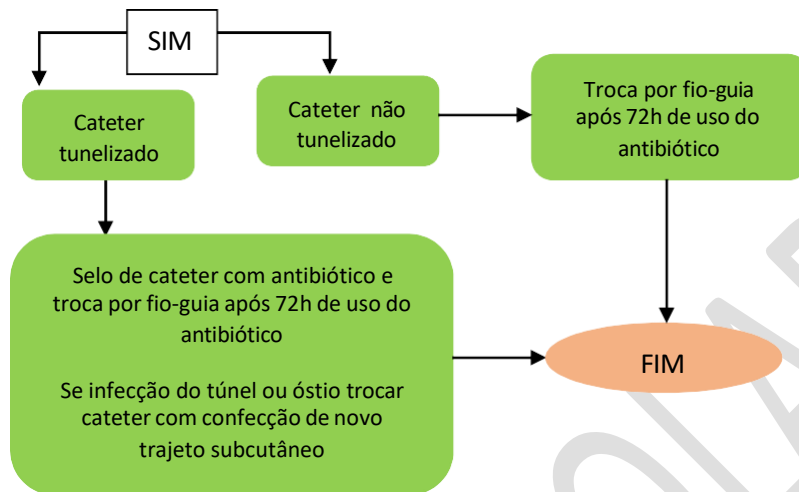 SIM
Cateter
tunelizado
Cateter não
tunelizado
Troca por fio-guia
após 72h de uso do
antibiótico
Selo de cateter com antibiótico e
troca por fio-guia após 72h de uso do
antibiótico
Se infecção do túnel ou óstio trocar
cateter com confecção de novo
trajeto subcutâneo
FIM